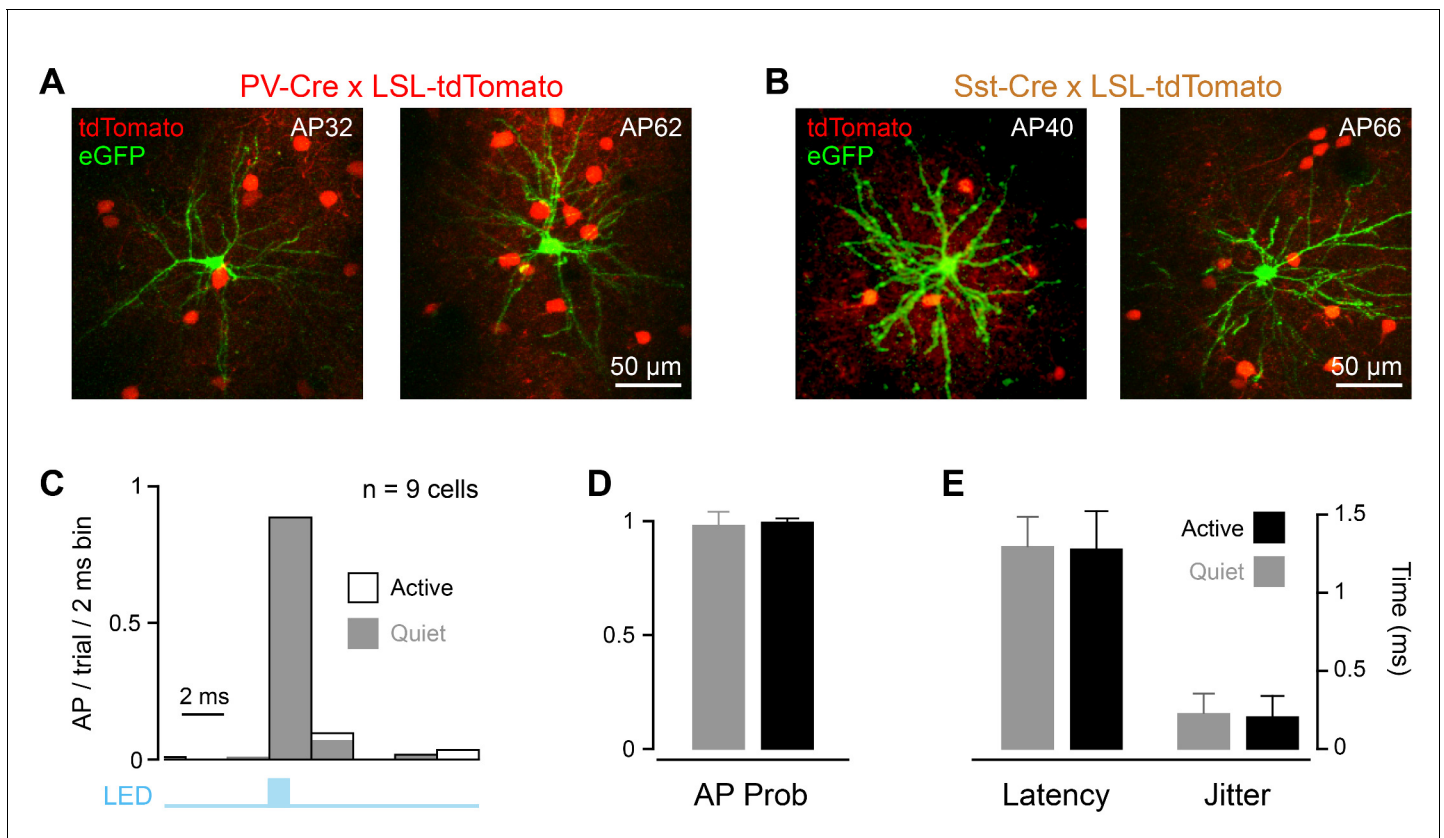 A
PV-Cre x LSL-tdTomato
tdTomato
eGFP
AP32
AP62
50 µm
B
Sst-Cre x LSL-tdTomato
tdTomato
eGFP
AP40
AP66
50 µm
C
AP / trial / 2 ms bin
1
0.5
0
n = 9 cells
Active
Quiet
2 ms
LED
D
1
0.5
0
AP Prob
E
Active
Quiet
1.5
1
0.5
0
Time (ms)
Latency
Jitter